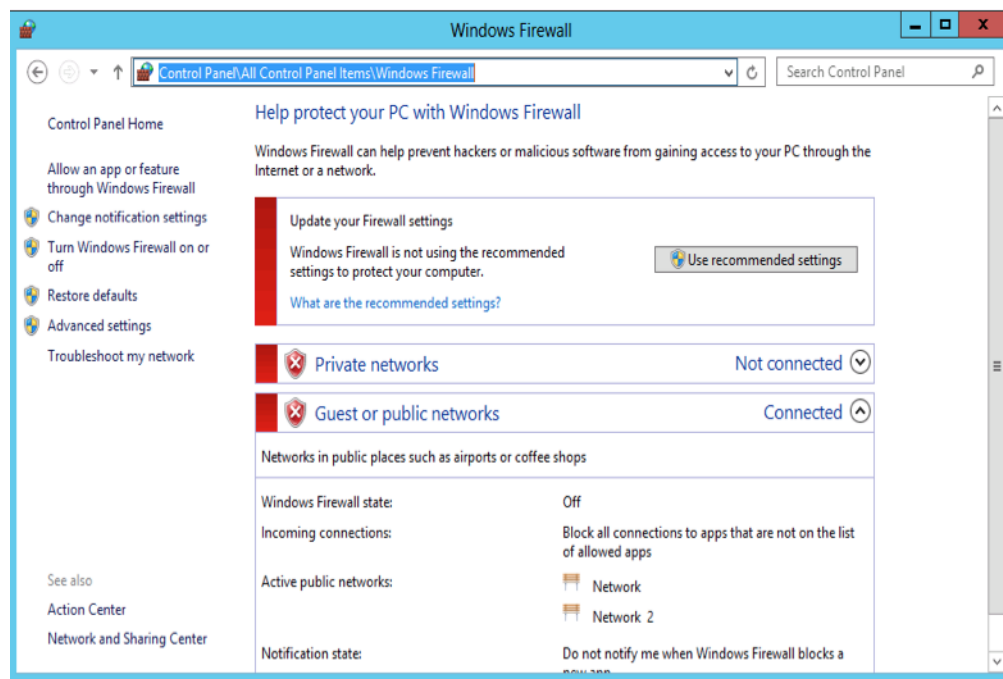 Windows Firewall
Control Panel\All Control Panel Items\Windows Firewall
Search Control Panel
Control Panel Home
Allow an app or feature
through Windows Firewall
Change notification settings
Turn Windows Firewall on or
off
Restore defaults
Advanced settings
Troubleshoot my network
See also
Action Center
Network and Sharing Center
Help protect your PC with Windows Firewall
Windows Firewall can help prevent hackers or malicious software from gaining access to your PC through the
Internet or a network.
Update your Firewall settings
Windows Firewall is not using the recommended
settings to protect your computer.
Use recommended settings
What are the recommended settings?
Private networks
Not connected
Guest or public networks
Connected
Networks in public places such as airports or coffee shops
Windows Firewall state:
Off
Incoming connections:
Block all connections to apps that are not on the list
of allowed apps
Active public networks:
Network
Network 2
Notification state:
Do not notify me when Windows Firewall blocks a
new app